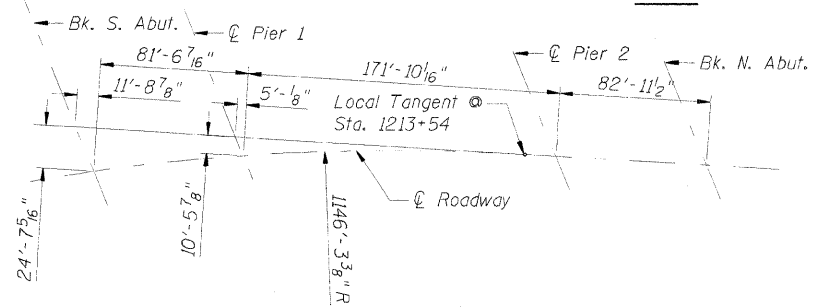 Bk. S. Abut.
℄ Pier 1
81'-6 7/16"
171'-10 1/16"
℄ Pier 2
Bk. N. Abut.
82'-11 1/2"
11'-8 7/8"
5'-1/8"
Local Tangent @
Sta. 1213+54
24'-7 5/16"
10'-5 7/8"
1146'-3 3/8" R
℄ Roadway